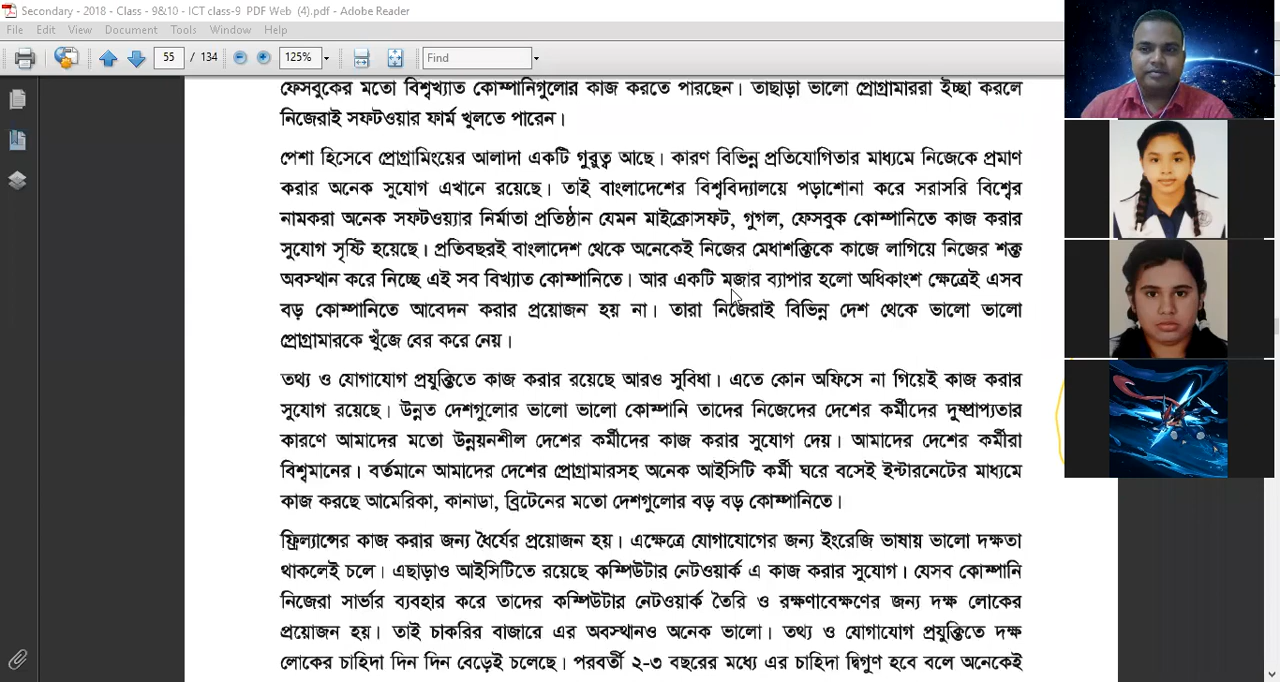 Secondary - 2018 - Class - 9&10 - ICT class-9 PDF Web (4).pdf - Adobe Reader
File Edit View Document Tools Window Help
55 / 134 125% Find
ফেসবুকের মতো বিশ্বখ্যাত কোম্পানিগুলোর কাজ করতে পারছেন। তাছাড়া ভালো প্রোগ্রামাররা ইচ্ছা করলে
নিজেরাই সফটওয়ার ফার্ম খুলতে পারেন।
পেশা হিসেবে প্রোগ্রামিংয়ের আলাদা একটি গুরুত্ব আছে। কারণ বিভিন্ন প্রতিযোগিতার মাধ্যমে নিজেকে প্রমাণ
করার অনেক সুযোগ এখানে রয়েছে। তাই বাংলাদেশের বিশ্ববিদ্যালয়ে পড়াশোনা করে সরাসরি বিশ্বের
নামকরা অনেক সফটওয়্যার নির্মাতা প্রতিষ্ঠান যেমন মাইক্রোসফট, গুগল, ফেসবুক কোম্পানিতে কাজ করার
সুযোগ সৃষ্টি হয়েছে। প্রতিবছরই বাংলাদেশ থেকে অনেকেই নিজের মেধাশক্তিকে কাজে লাগিয়ে নিজের শক্ত
অবস্থান করে নিচ্ছে এই সব বিখ্যাত কোম্পানিতে। আর একটি মজার ব্যাপার হলো অধিকাংশ ক্ষেত্রেই এসব
বড় কোম্পানিতে আবেদন করার প্রয়োজন হয় না। তারা নিজেরাই বিভিন্ন দেশ থেকে ভালো ভালো
প্রোগ্রামারকে খুঁজে বের করে নেয়।
তথ্য ও যোগাযোগ প্রযুক্তিতে কাজ করার রয়েছে আরও সুবিধা। এতে কোন অফিসে না গিয়েই কাজ করার
সুযোগ রয়েছে। উন্নত দেশগুলোর ভালো ভালো কোম্পানি তাদের নিজেদের দেশের কর্মীদের দুষ্প্রাপ্যতার
কারণে আমাদের মতো উন্নয়নশীল দেশের কর্মীদের কাজ করার সুযোগ দেয়। আমাদের দেশের কর্মীরা
বিশ্বমানের। বর্তমানে আমাদের দেশের প্রোগ্রামারসহ অনেক আইসিটি কর্মী ঘরে বসেই ইন্টারনেটের মাধ্যমে
কাজ করছে আমেরিকা, কানাডা, ব্রিটেনের মতো দেশগুলোর বড় বড় কোম্পানিতে।
ফ্রিল্যান্সের কাজ করার জন্য ধৈর্যের প্রয়োজন হয়। এক্ষেত্রে যোগাযোগের জন্য ইংরেজি ভাষায় ভালো দক্ষতা
থাকলেই চলে। এছাড়াও আইসিটিতে রয়েছে কম্পিউটার নেটওয়ার্ক এ কাজ করার সুযোগ। যেসব কোম্পানি
নিজেরা সার্ভার ব্যবহার করে তাদের কম্পিউটার নেটওয়ার্ক তৈরি ও রক্ষণাবেক্ষণের জন্য দক্ষ লোকের
প্রয়োজন হয়। তাই চাকরির বাজারে এর অবস্থানও অনেক ভালো। তথ্য ও যোগাযোগ প্রযুক্তিতে দক্ষ
লোকের চাহিদা দিন দিন বেড়েই চলেছে। পরবর্তী ২-৩ বছরের মধ্যে এর চাহিদা দ্বিগুণ হবে বলে অনেকেই